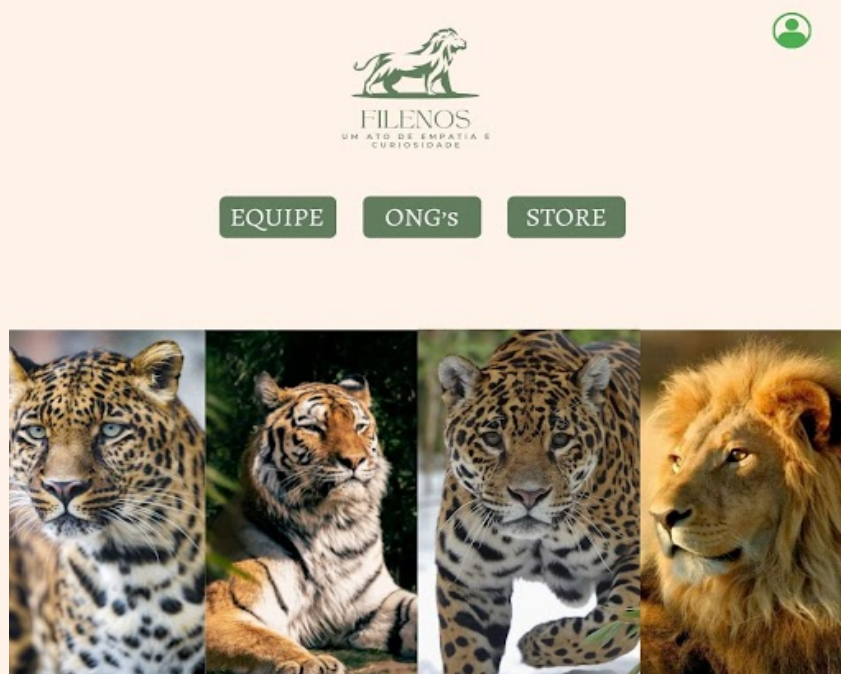 FILENOS
UM ATO DE EMPATIA E
CURIOSIDADE
EQUIPE
ONG's
STORE